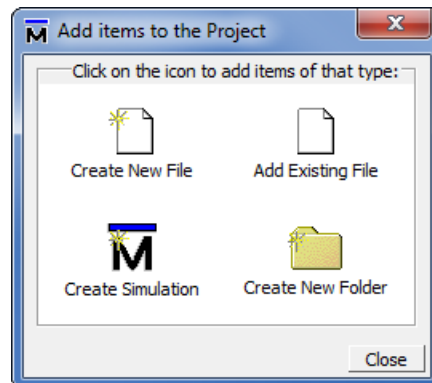 Add items to the Project
Click on the icon to add items of that type:
Create New File
Add Existing File
Create Simulation
Create New Folder
Close